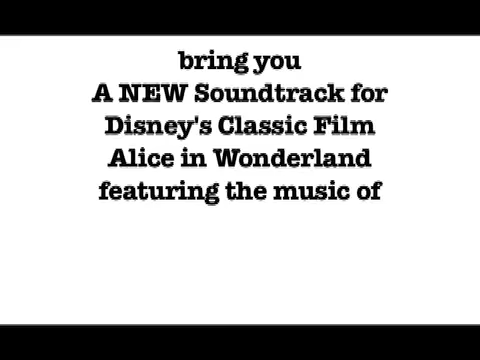 bring you
A NEW Soundtrack for
Disney's Classic Film
Alice in Wonderland
featuring the music of